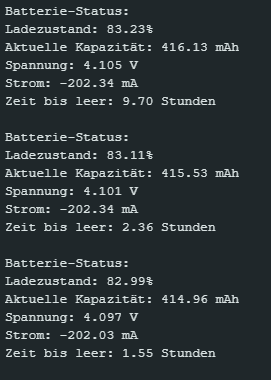 Batterie-Status:
Ladezustand: 83.23%
Aktuelle Kapazität: 416.13 mAh
Spannung: 4.105 V
Strom: -202.34 mA
Zeit bis leer: 9.70 Stunden

Batterie-Status:
Ladezustand: 83.11%
Aktuelle Kapazität: 415.53 mAh
Spannung: 4.101 V
Strom: -202.34 mA
Zeit bis leer: 2.36 Stunden

Batterie-Status:
Ladezustand: 82.99%
Aktuelle Kapazität: 414.96 mAh
Spannung: 4.097 V
Strom: -202.03 mA
Zeit bis leer: 1.55 Stunden